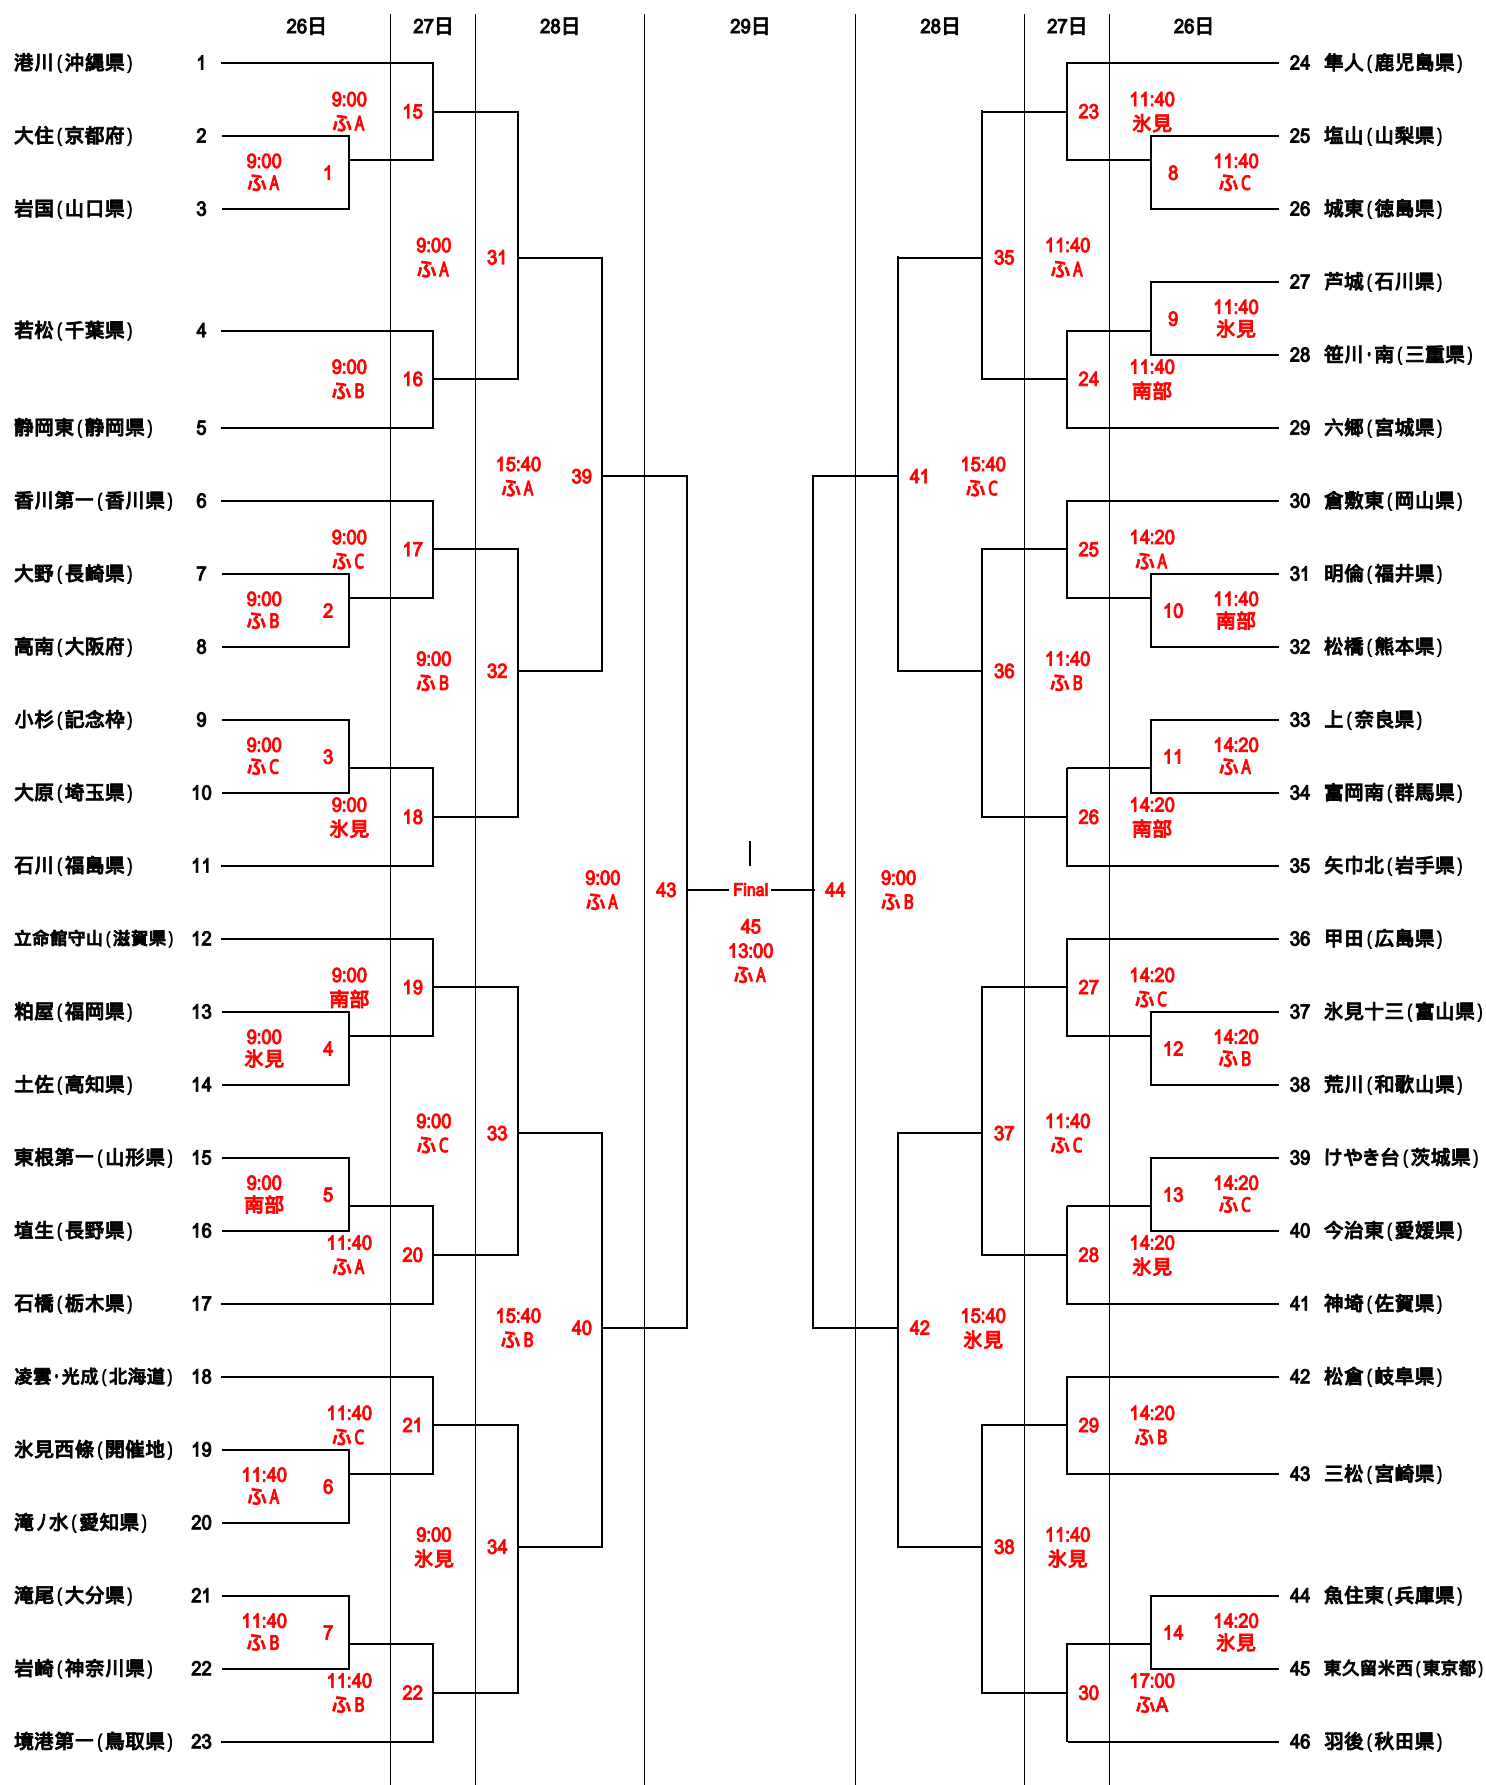 26日 27日 28日 29日 28日 27日 26日
港川(沖縄県) 1
9:00
ふA
15
大住(京都府) 2
9:00
ふA
1
岩国(山口県) 3
9:00
ふA
31
若松(千葉県) 4
9:00
ふB
16
静岡東(静岡県) 5
15:40
ふA
39
香川第一(香川県) 6
9:00
ふC
17
大野(長崎県) 7
9:00
ふB
2
高南(大阪府) 8
9:00
ふB
32
小杉(記念枠) 9
9:00
ふC
3
大原(埼玉県) 10
9:00
氷見
18
石川(福島県) 11
9:00
ふA
43
立命館守山(滋賀県) 12
9:00
南部
19
粕屋(福岡県) 13
9:00
氷見
4
土佐(高知県) 14
9:00
ふC
33
東根第一(山形県) 15
9:00
南部
5
埴生(長野県) 16
11:40
ふA
20
石橋(栃木県) 17
15:40
ふB
40
凌雲・光成(北海道) 18
11:40
ふC
21
氷見西條(開催地) 19
11:40
ふA
6
滝ノ水(愛知県) 20
9:00
氷見
34
滝尾(大分県) 21
11:40
ふB
7
岩崎(神奈川県) 22
11:40
ふB
22
境港第一(鳥取県) 23
Final
45
13:00
ふA
24 隼人(鹿児島県)
23
11:40
氷見
25 塩山(山梨県)
8
11:40
ふC
26 城東(徳島県)
35
11:40
ふA
27 芦城(石川県)
9
11:40
氷見
28 笹川・南(三重県)
24
11:40
南部
29 六郷(宮城県)
41
15:40
ふC
30 倉敷東(岡山県)
25
14:20
ふA
31 明倫(福井県)
10
11:40
南部
32 松橋(熊本県)
36
11:40
ふB
33 上(奈良県)
11
14:20
ふA
34 富岡南(群馬県)
26
14:20
南部
35 矢巾北(岩手県)
44
9:00
ふB
36 甲田(広島県)
27
14:20
ふC
37 氷見十三(富山県)
12
14:20
ふB
38 荒川(和歌山県)
37
11:40
ふC
39 けやき台(茨城県)
13
14:20
ふC
40 今治東(愛媛県)
28
14:20
氷見
41 神埼(佐賀県)
42
15:40
氷見
42 松倉(岐阜県)
29
14:20
ふB
43 三松(宮崎県)
38
11:40
氷見
44 魚住東(兵庫県)
14
14:20
氷見
45 東久留米西(東京都)
30
17:00
ふA
46 羽後(秋田県)